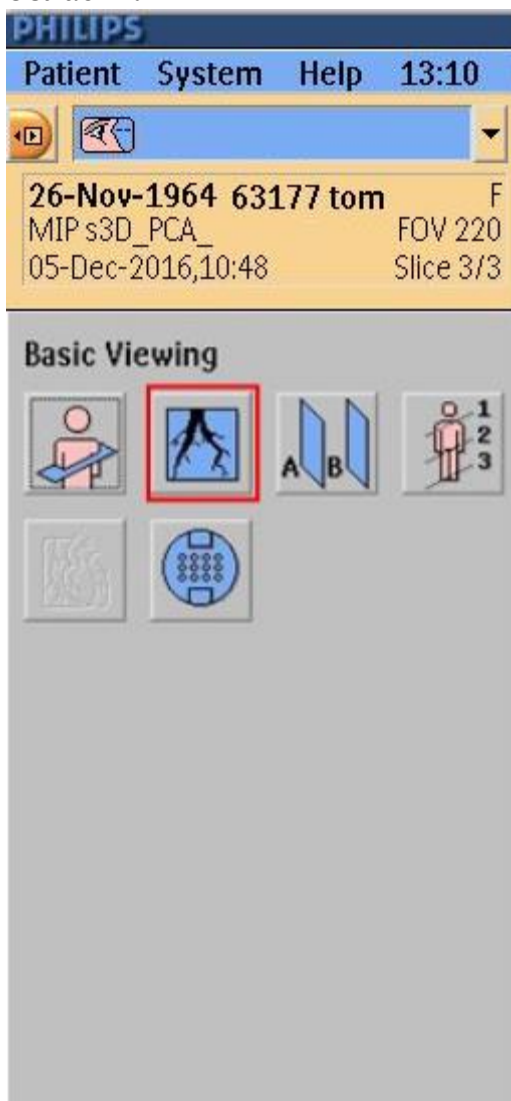 PHILIPS
Patient System Help 13:10
26-Nov-1964 63177 tom F
MIP s3D_PCA_ FOV 220
05-Dec-2016,10:48 Slice 3/3
Basic Viewing
A B
1
2
3